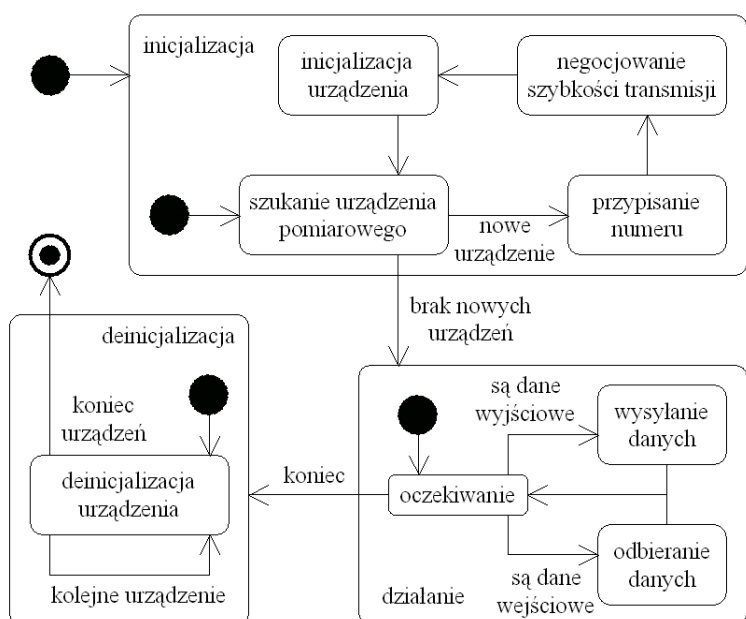 inicjalizacja
inicjalizacja
urządzenia
negocjowanie
szybkości transmisji
szukanie urządzenia
pomiarowego
nowe
urządzenie
przypisanie
numeru
brak nowych
urządzeń
deinicjalizacja
koniec
urządzeń
deinicjalizacja
urządzenia
kolejne urządzenie
koniec
oczekiwanie
są dane
wyjściowe
wysyłanie
danych
odbieranie
danych
są dane
wejściowe
działanie